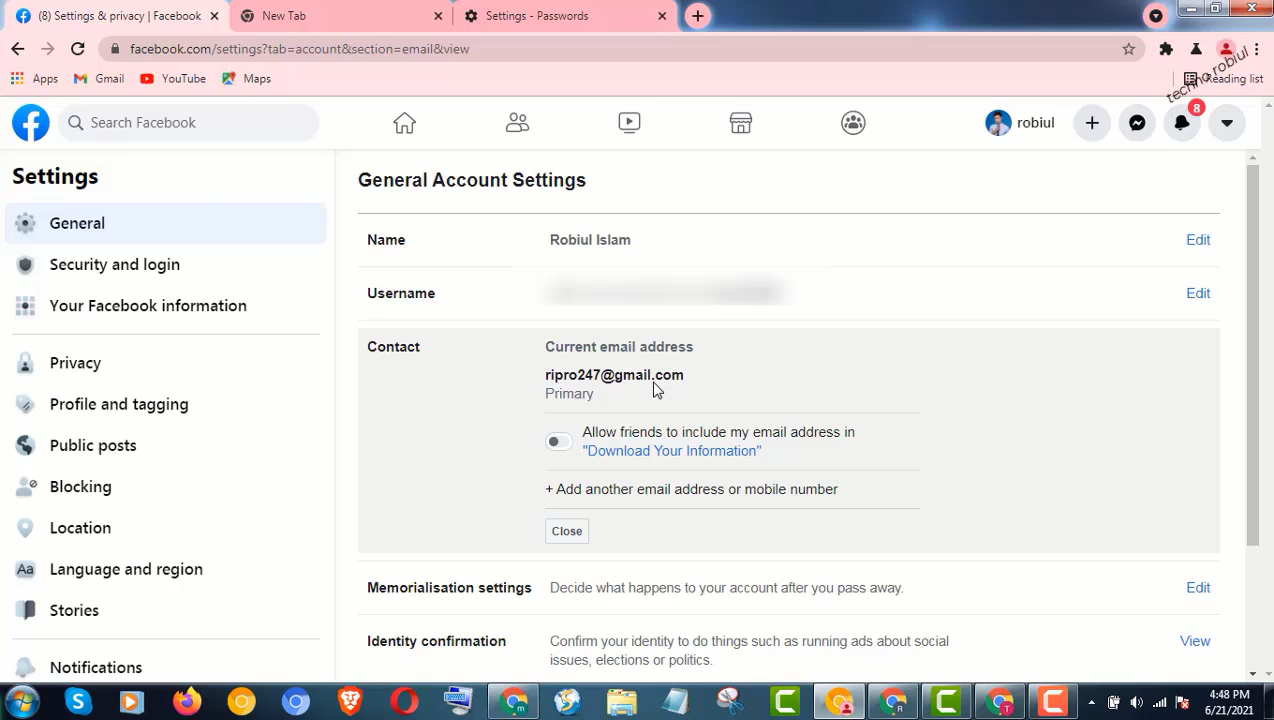 (8) Settings & privacy | Facebook
New Tab
Settings - Passwords
facebook.com/settings?tab=account&section=email&view
Apps
Gmail
YouTube
Maps
Reading list
techno robiul
Search Facebook
robiul
8
Settings
General
Security and login
Your Facebook information
Privacy
Profile and tagging
Public posts
Blocking
Location
Aa Language and region
Stories
Notifications
General Account Settings
Name Robiul Islam Edit
Username Edit
Contact Current email address
ripro247@gmail.com
Primary
Allow friends to include my email address in
"Download Your Information"
+ Add another email address or mobile number
Close
Memorialisation settings Decide what happens to your account after you pass away. Edit
Identity confirmation Confirm your identity to do things such as running ads about social View
issues, elections or politics.
4:48 PM
6/21/2021